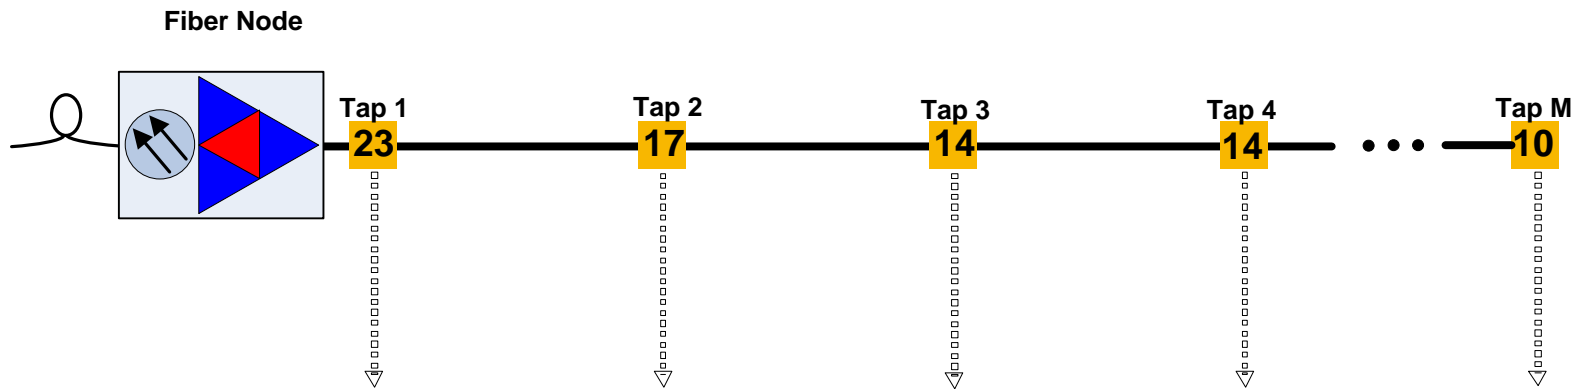 Fiber Node
Tap 1
Tap 2
Tap 3
Tap 4
Tap M
23
17
14
14
10